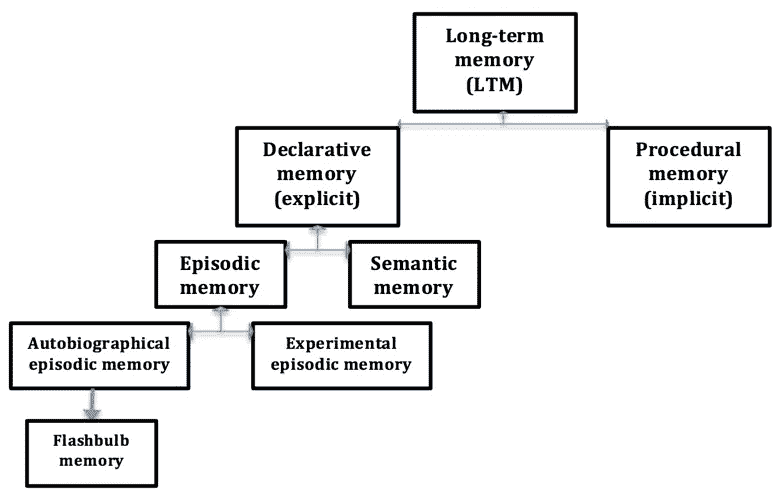 Long-term
memory
(LTM)
Declarative
memory
(explicit)
Procedural
memory
(implicit)
Episodic
memory
Semantic
memory
Autobiographical
episodic memory
Experimental
episodic memory
Flashbulb
memory